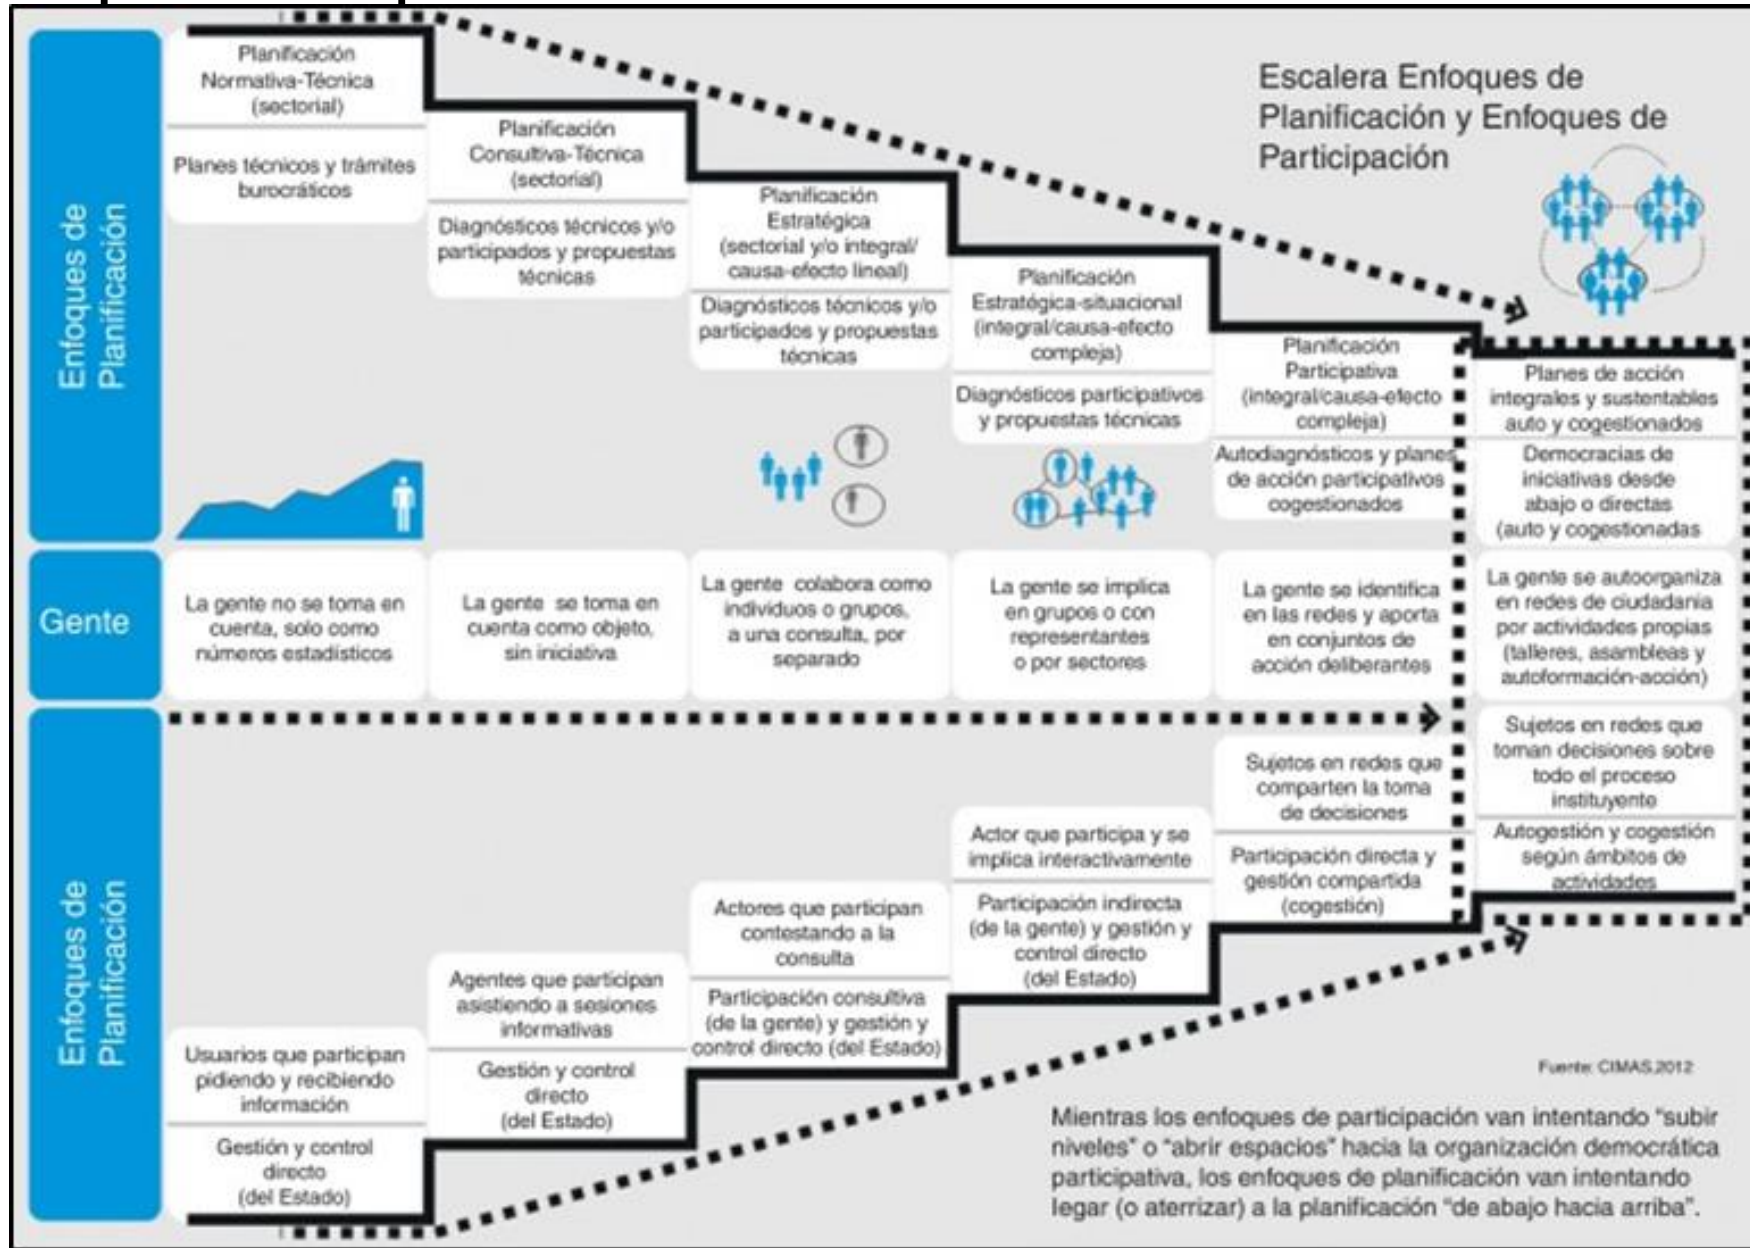 Escalera Enfoques de
Planificación y Enfoques de
Participación
Enfoques de
Planificación
Planificación
Normativa-Técnica
(sectorial)
Planes técnicos y trámites
burocráticos
Planificación
Consultiva-Técnica
(sectorial)
Diagnósticos técnicos y/o
participados y propuestas
técnicas
Planificación
Estratégica
(sectorial y/o integral/
causa-efecto lineal)
Diagnósticos técnicos y/o
participados y propuestas
técnicas
Planificación
Estratégica-situacional
(integral/causa-efecto
compleja)
Diagnósticos participativos
y propuestas técnicas
Planificación
Participativa
(integral/causa-efecto
compleja)
Autodiagnósticos y planes
de acción participativos
cogestionados
Planes de acción
integrales y sustentables
auto y cogestionados
Democracias de
iniciativas desde
abajo o directas
(auto y cogestionadas
Gente
La gente no se toma en
cuenta, solo como
números estadísticos
La gente se toma en
cuenta como objeto,
sin iniciativa
La gente colabora como
individuos o grupos,
a una consulta, por
separado
La gente se implica
en grupos o con
representantes
o por sectores
La gente se identifica
en las redes y aporta
en conjuntos de
acción deliberantes
La gente se autoorganiza
en redes de ciudadanía
por actividades propias
(talleres, asambleas y
autoformación-acción)
Enfoques de
Planificación
Usuarios que participan
pidiendo y recibiendo
información
Gestión y control
directo
(del Estado)
Agentes que participan
asistiendo a sesiones
informativas
Gestión y control
directo
(del Estado)
Actores que participan
contestando a la
consulta
Participación consultiva
(de la gente) y gestión y
control directo (del Estado)
Actor que participa y se
implica interactivamente
Participación indirecta
(de la gente) y gestión y
control directo
(del Estado)
Sujetos en redes que
comparten la toma
de decisiones
Participación directa y
gestión compartida
(cogestión)
Sujetos en redes que
toman decisiones sobre
todo el proceso
instituyente
Autogestión y cogestión
según ámbitos de
actividades
Fuente: CIMAS,2012
Mientras los enfoques de participación van intentando "subir
niveles" o "abrir espacios" hacia la organización democrática
participativa, los enfoques de planificación van intentando
legar (o aterrizar) a la planificación "de abajo hacia arriba".